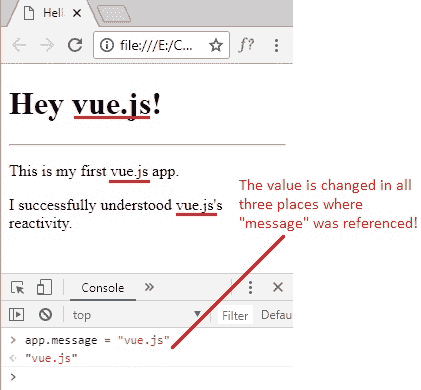 Hell
file:///E:/C...
f?
Hey vue.js!
This is my first vue.js app.
I successfully understood vue.js's
reactivity.
The value is changed in all
three places where
"message" was referenced!
Console
top
Filter
Defau
> app.message = "vue.js"
< "vue.js"
>